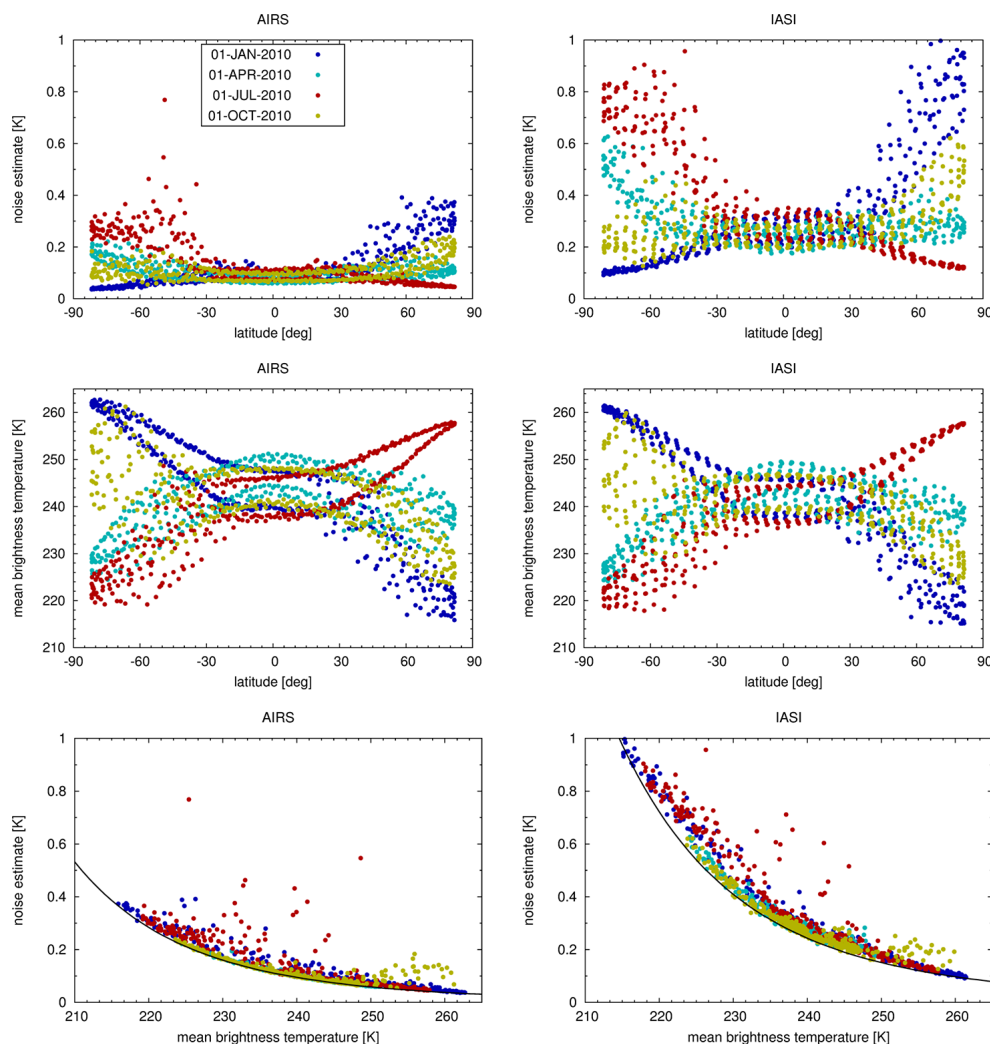 AIRS
IASI
1
0.8
0.6
0.4
0.2
0
noise estimate [K]
01-JAN-2010
01-APR-2010
01-JUL-2010
01-OCT-2010
-90 -60 -30 0 30 60 90
latitude [deg]
1
0.8
0.6
0.4
0.2
0
noise estimate [K]
-90 -60 -30 0 30 60 90
latitude [deg]
AIRS
IASI
260
250
240
230
220
210
mean brightness temperature [K]
-90 -60 -30 0 30 60 90
latitude [deg]
260
250
240
230
220
210
mean brightness temperature [K]
-90 -60 -30 0 30 60 90
latitude [deg]
AIRS
IASI
1
0.8
0.6
0.4
0.2
0
noise estimate [K]
210 220 230 240 250 260
mean brightness temperature [K]
1
0.8
0.6
0.4
0.2
0
noise estimate [K]
210 220 230 240 250 260
mean brightness temperature [K]